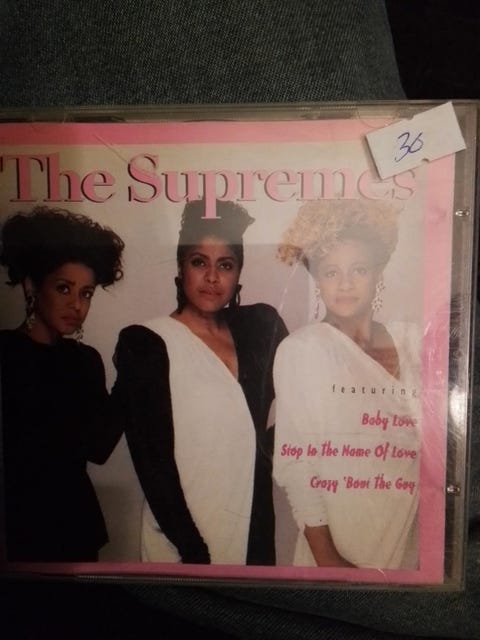 36
The Supremes
featuring
Baby Love
Stop In The Name Of Love
Crazy 'Bout The Guy